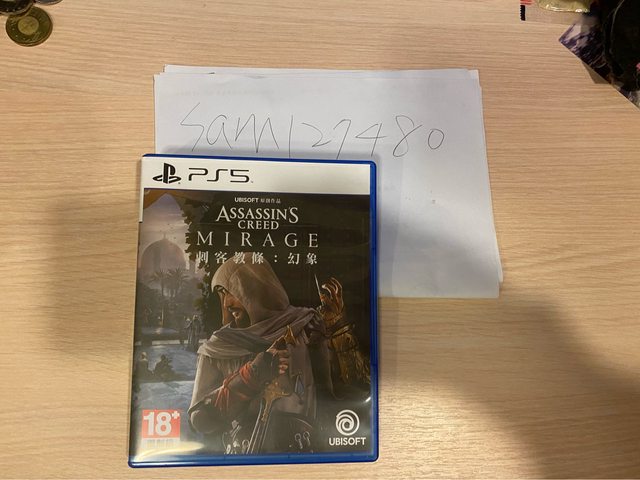 sam127480
PS5
UBISOFT 原創作品
ASSASSIN'S
CREED
MIRAGE
刺客教條：幻象
18+
UBISOFT